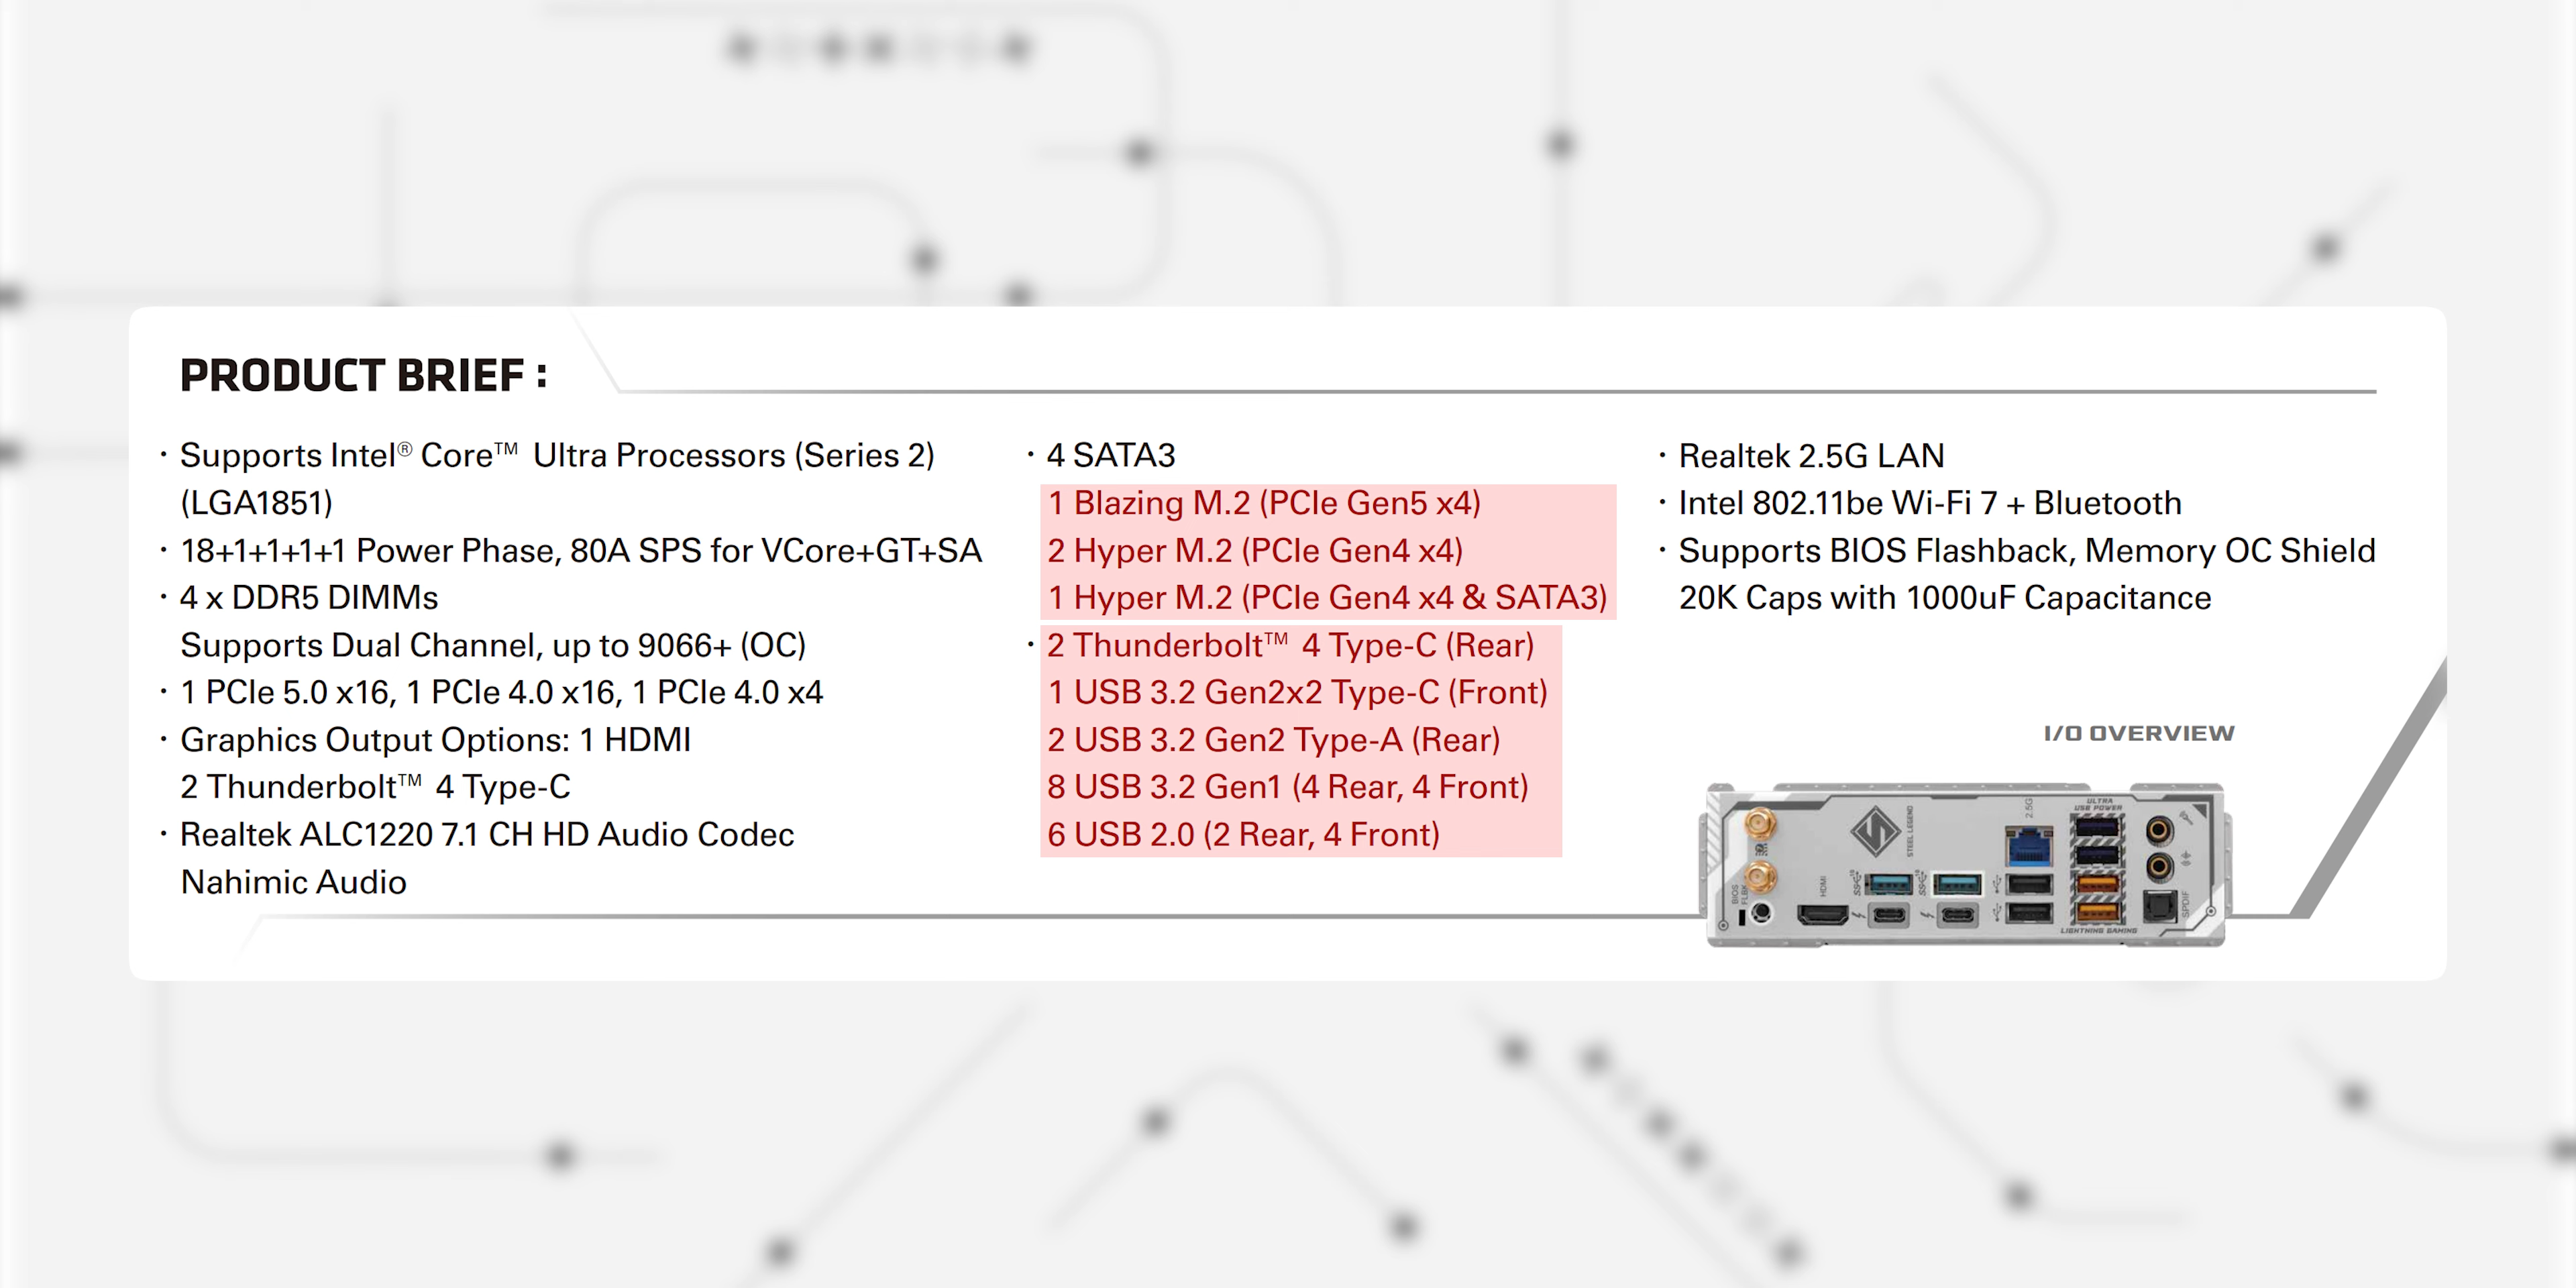 PRODUCT BRIEF :
· Supports Intel® Core™ Ultra Processors (Series 2)
(LGA1851)
· 18+1+1+1+1 Power Phase, 80A SPS for VCore+GT+SA
· 4 x DDR5 DIMMs
Supports Dual Channel, up to 9066+ (OC)
· 1 PCIe 5.0 x16, 1 PCIe 4.0 x16, 1 PCIe 4.0 x4
· Graphics Output Options: 1 HDMI
2 Thunderbolt™ 4 Type-C
· Realtek ALC1220 7.1 CH HD Audio Codec
Nahimic Audio
· 4 SATA3
1 Blazing M.2 (PCIe Gen5 x4)
2 Hyper M.2 (PCIe Gen4 x4)
1 Hyper M.2 (PCIe Gen4 x4 & SATA3)
· 2 Thunderbolt™ 4 Type-C (Rear)
1 USB 3.2 Gen2x2 Type-C (Front)
2 USB 3.2 Gen2 Type-A (Rear)
8 USB 3.2 Gen1 (4 Rear, 4 Front)
6 USB 2.0 (2 Rear, 4 Front)
· Realtek 2.5G LAN
· Intel 802.11be Wi-Fi 7 + Bluetooth
· Supports BIOS Flashback, Memory OC Shield
20K Caps with 1000uF Capacitance
I/O OVERVIEW
BIOS
HDMI
STEEL LEGEND
2.5G
ULTRA
USB POWER
LIGHTNING GAMING
SPDIF